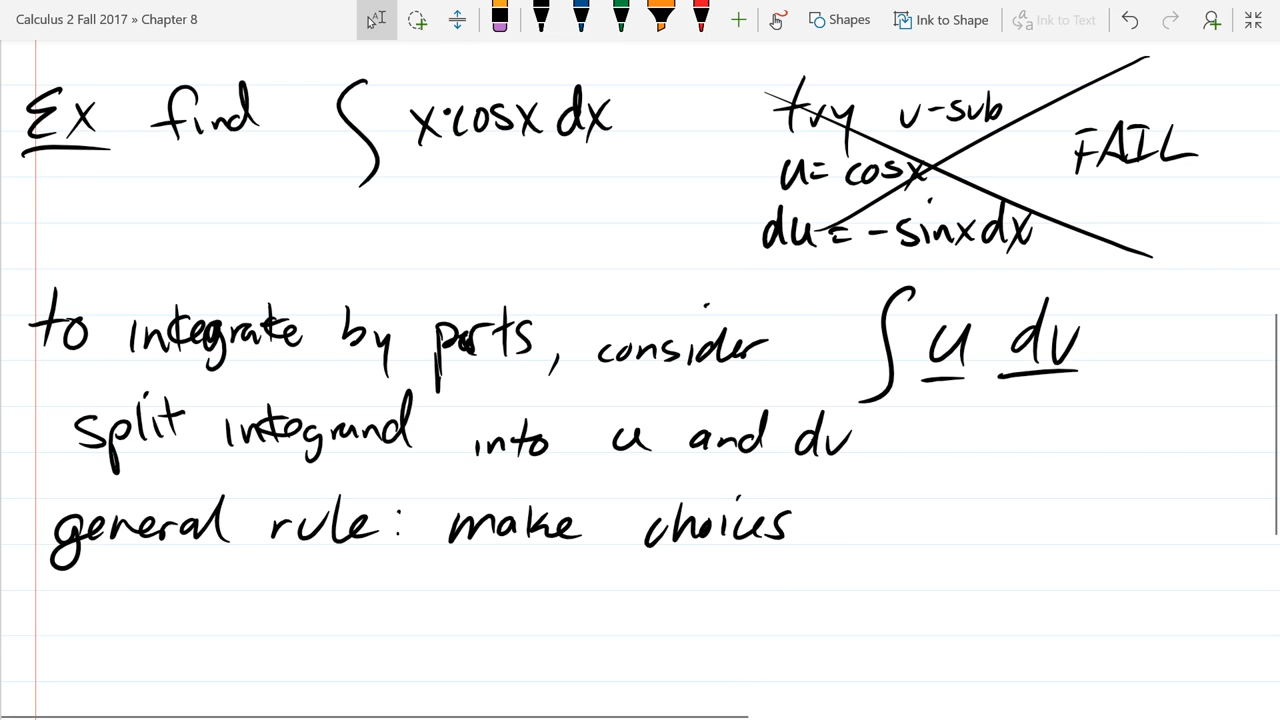 Calculus 2 Fall 2017 » Chapter 8
Shapes
Ink to Shape
Ink to Text
Ex find ∫ x·cosx dx
try u-sub
u = cosx
du = -sinxdx
FAIL
to integrate by parts, consider ∫ u dv
split integrand into u and dv
general rule: make choices